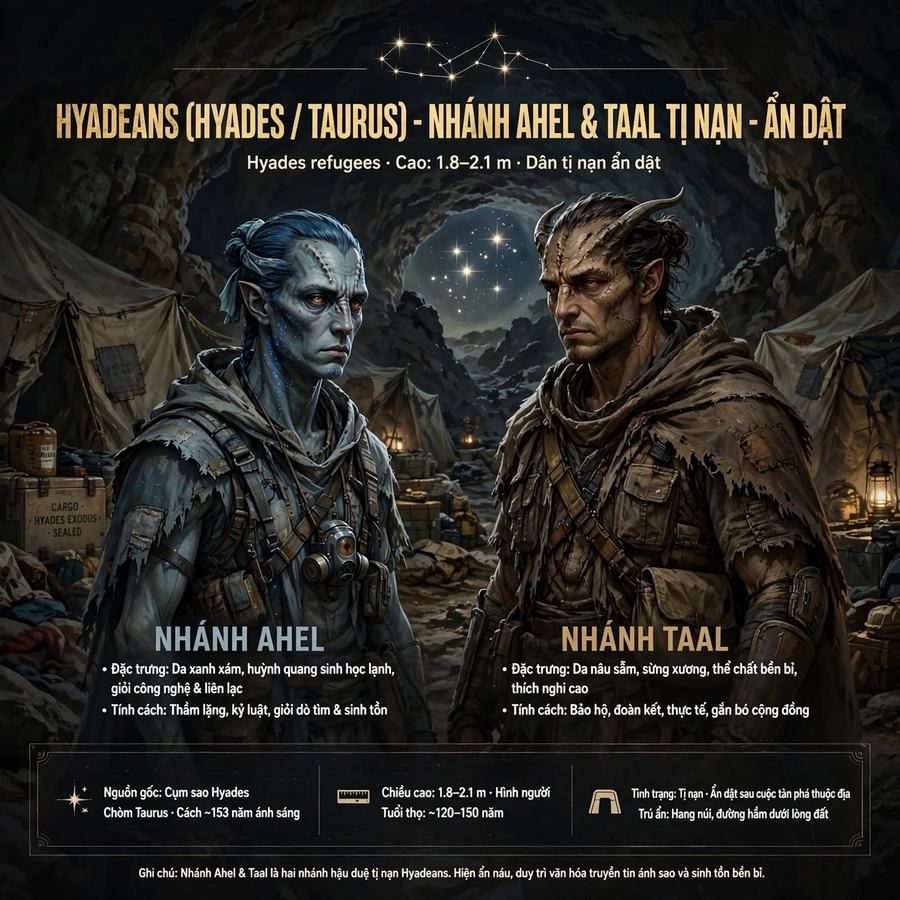 HYADEANS (HYADES / TAURUS) - NHÁNH AHEL & TAAL TỊ NẠN - ẨN DẬT
Hyades refugees · Cao: 1.8–2.1 m · Dân tị nạn ẩn dật
CARGO -
- HYADES EXODUS -
SEALED
NHÁNH AHEL
• Đặc trưng: Da xanh xám, huỳnh quang sinh học lạnh,
giỏi công nghệ & liên lạc
• Tính cách: Thầm lặng, kỷ luật, giỏi dò tìm & sinh tồn
NHÁNH TAAL
• Đặc trưng: Da nâu sẫm, sừng xương, thể chất bền bỉ,
thích nghi cao
• Tính cách: Bảo hộ, đoàn kết, thực tế, gắn bó cộng đồng
Nguồn gốc: Cụm sao Hyades
Chòm Taurus · Cách ~153 năm ánh sáng
Chiều cao: 1.8–2.1 m · Hình người
Tuổi thọ: ~120–150 năm
Tình trạng: Tị nạn · Ẩn dật sau cuộc tàn phá thuộc địa
Trú ẩn: Hang núi, đường hầm dưới lòng đất
Ghi chú: Nhánh Ahel & Taal là hai nhánh hậu duệ tị nạn Hyadeans. Hiện ẩn náu, duy trì văn hóa truyền tin ánh sao và sinh tồn bền bỉ.